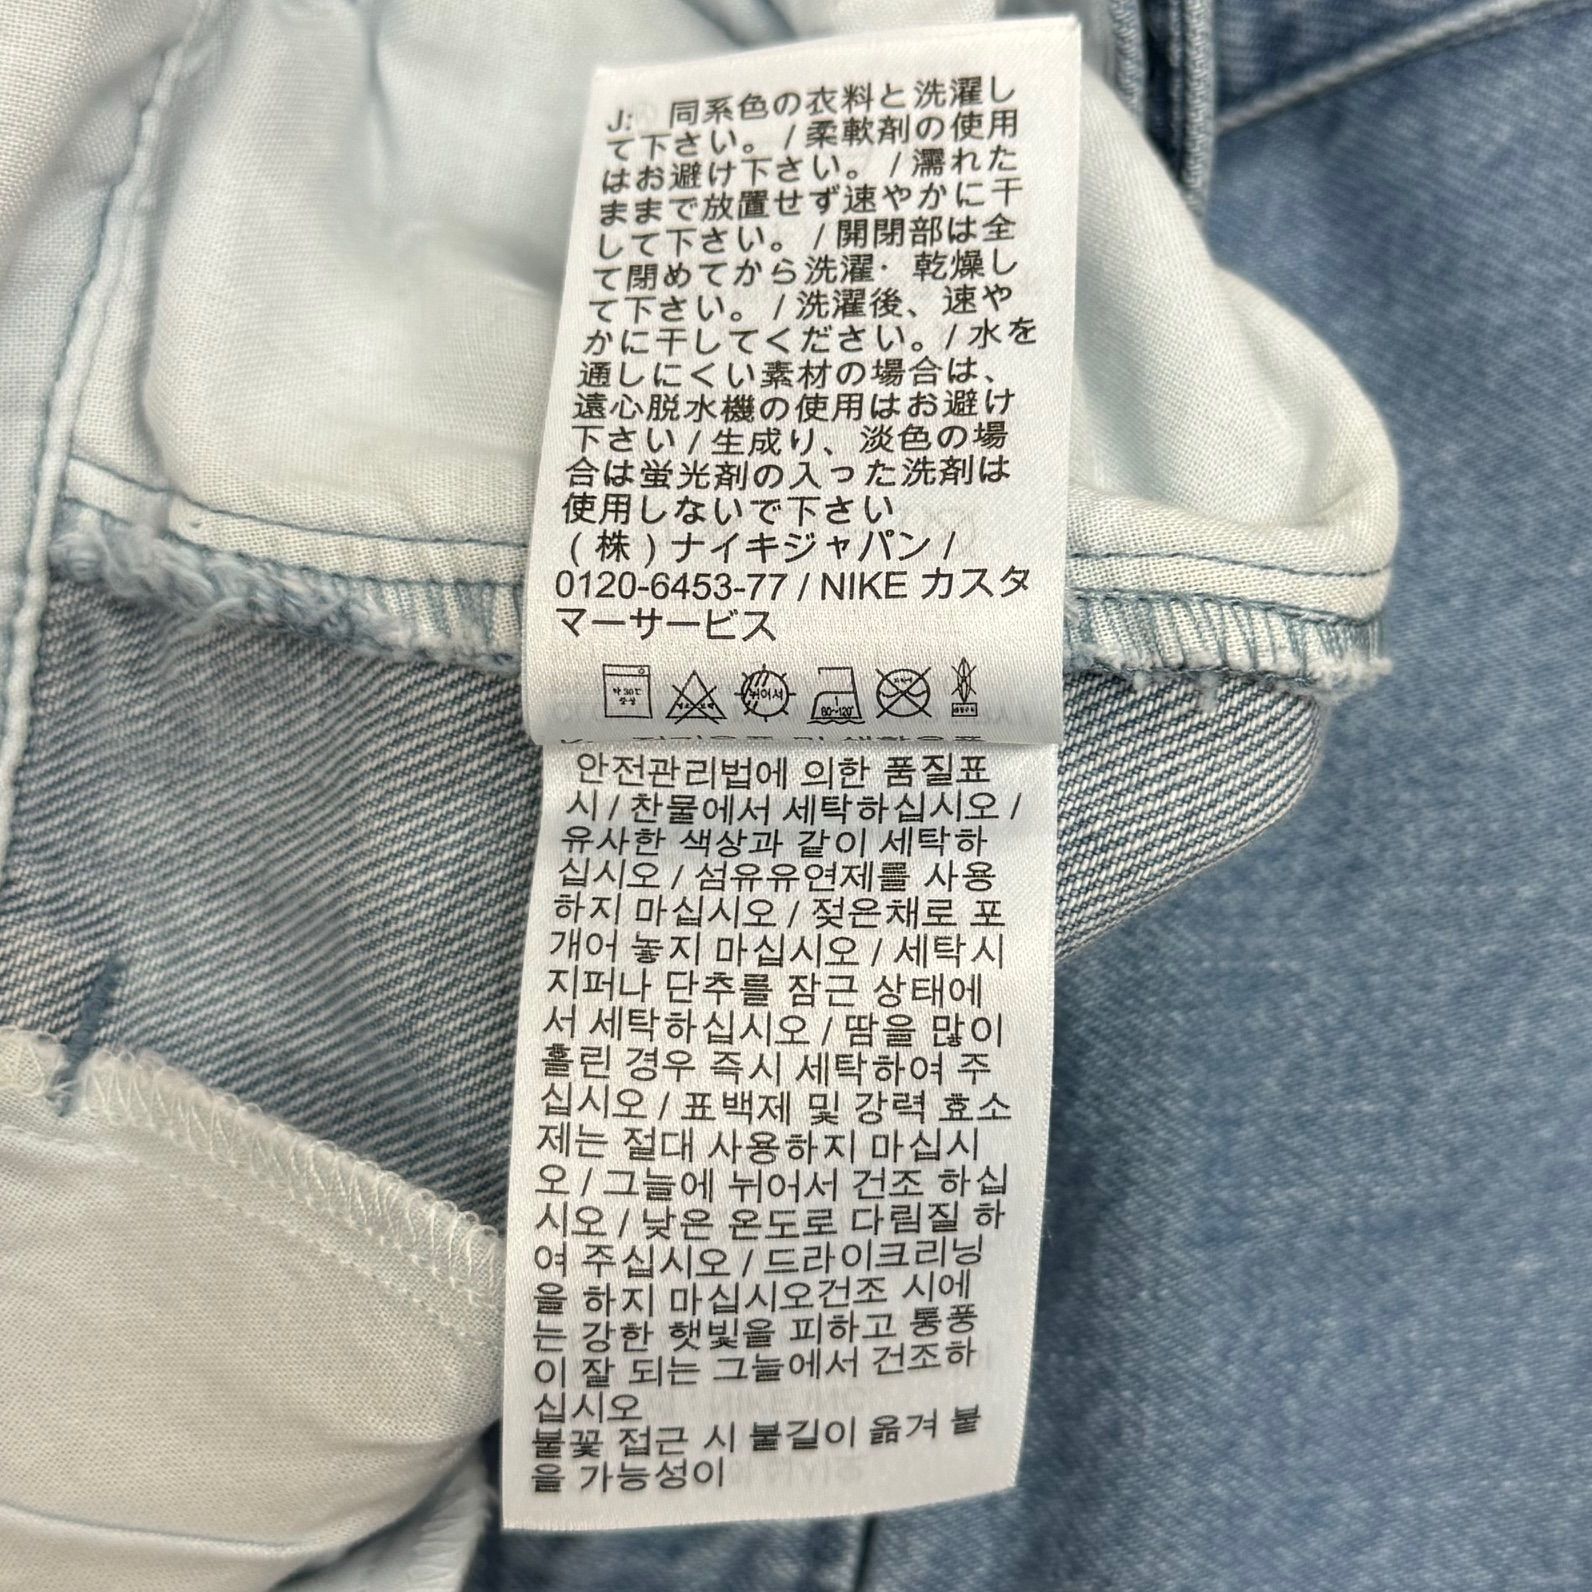 J: 同系色の衣料と洗濯し
て下さい。 / 柔軟剤の使用
はお避け下さい。 / 濡れた
ままで放置せず速やかに干
して下さい。 / 開閉部は全
て閉めてから洗濯· 乾燥し
て下さい。 / 洗濯後、速や
かに干してください。/ 水を
通しにくい素材の場合は、
遠心脱水機の使用はお避け
下さい / 生成り、淡色の場
合は蛍光剤の入った洗剤は
使用しないで下さい
(株)ナイキジャパン /
0120-6453-77 / NIKE カスタ
マーサービス
약 30℃ 중성
뉘어서
1
80~120°
안전관리법에 의한 품질표
시 / 찬물에서 세탁하십시오 /
유사한 색상과 같이 세탁하
십시오 / 섬유유연제를 사용
하지 마십시오 / 젖은채로 포
개어 놓지 마십시오 / 세탁시
지퍼나 단추를 잠근 상태에
서 세탁하십시오 / 땀을 많이
흘린 경우 즉시 세탁하여 주
십시오 / 표백제 및 강력 효소
제는 절대 사용하지 마십시
오 / 그늘에 뉘어서 건조 하십
시오 / 낮은 온도로 다림질 하
여 주십시오 / 드라이크리닝
을 하지 마십시오건조 시에
는 강한 햇빛을 피하고 통풍
이 잘 되는 그늘에서 건조하
십시오
불꽃 접근 시 불길이 옮겨 붙
을 가능성이